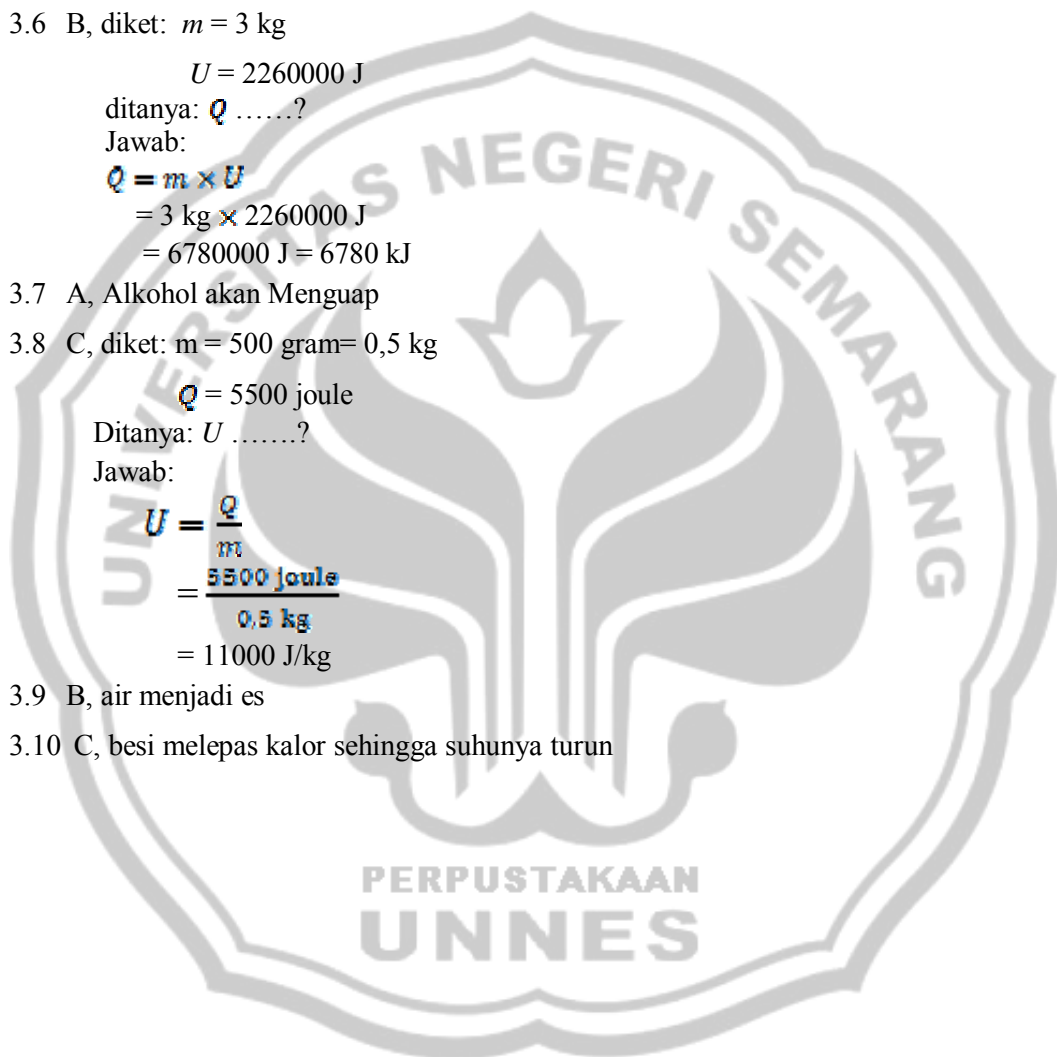 3.6 B, diket: m = 3 kg
U = 2260000 J
ditanya: Q ……?
Jawab:
Q = m × U
= 3 kg × 2260000 J
= 6780000 J = 6780 kJ
3.7 A, Alkohol akan Menguap
3.8 C, diket: m = 500 gram= 0,5 kg
Q = 5500 joule
Ditanya: U …….?
Jawab:
U = Q
m
= 5500 joule
0,5 kg
= 11000 J/kg
3.9 B, air menjadi es
3.10 C, besi melepas kalor sehingga suhunya turun
UNIVERSITAS NEGERI SEMARANG
PERPUSTAKAAN
UNNES